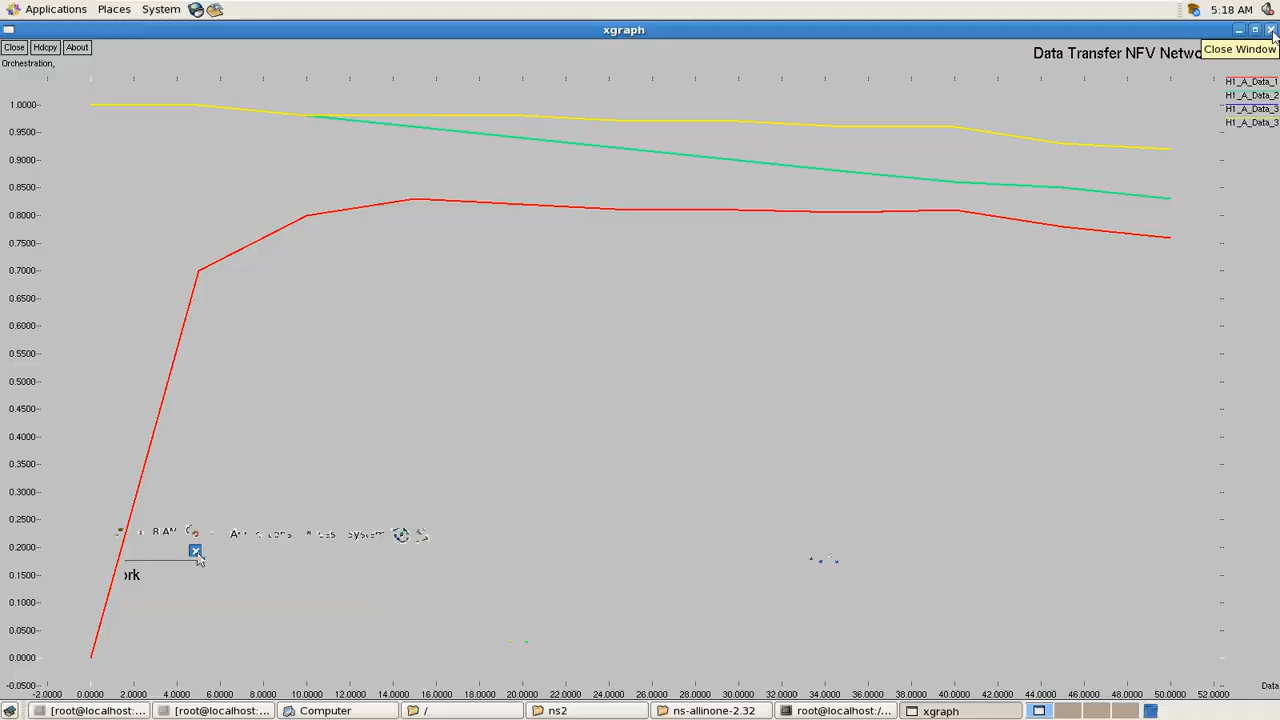 Applications Places System 5:18 AM
xgraph
Close Hdcpy About Data Transfer NFV Netwo Close Window
Orchestration,
H1_A_Data_1
H1_A_Data_2
H1_A_Data_3
H1_A_Data_3
1.0000
0.9500
0.9000
0.8500
0.8000
0.7500
0.7000
0.6500
0.6000
0.5500
0.5000
0.4500
0.4000
0.3500
0.3000
0.2500
0.2000
0.1500
0.1000
0.0500
0.0000
-0.0500
8 AM
ork
Data
-2.0000 0.0000 2.0000 4.0000 6.0000 8.0000 10.0000 12.0000 14.0000 16.0000 18.0000 20.0000 22.0000 24.0000 26.0000 28.0000 30.0000 32.0000 34.0000 36.0000 38.0000 40.0000 42.0000 44.0000 46.0000 48.0000 50.0000 52.0000
[root@localhost:... [root@localhost:... Computer / ns2 ns-allinone-2.32 root@localhost:/... xgraph